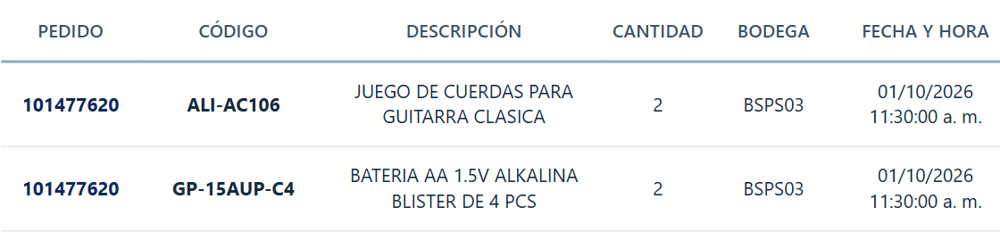 PEDIDO CÓDIGO DESCRIPCIÓN CANTIDAD BODEGA FECHA Y HORA
101477620 ALI-AC106 JUEGO DE CUERDAS PARA GUITARRA CLASICA 2 BSPS03 01/10/2026 11:30:00 a. m.
101477620 GP-15AUP-C4 BATERIA AA 1.5V ALKALINA BLISTER DE 4 PCS 2 BSPS03 01/10/2026 11:30:00 a. m.